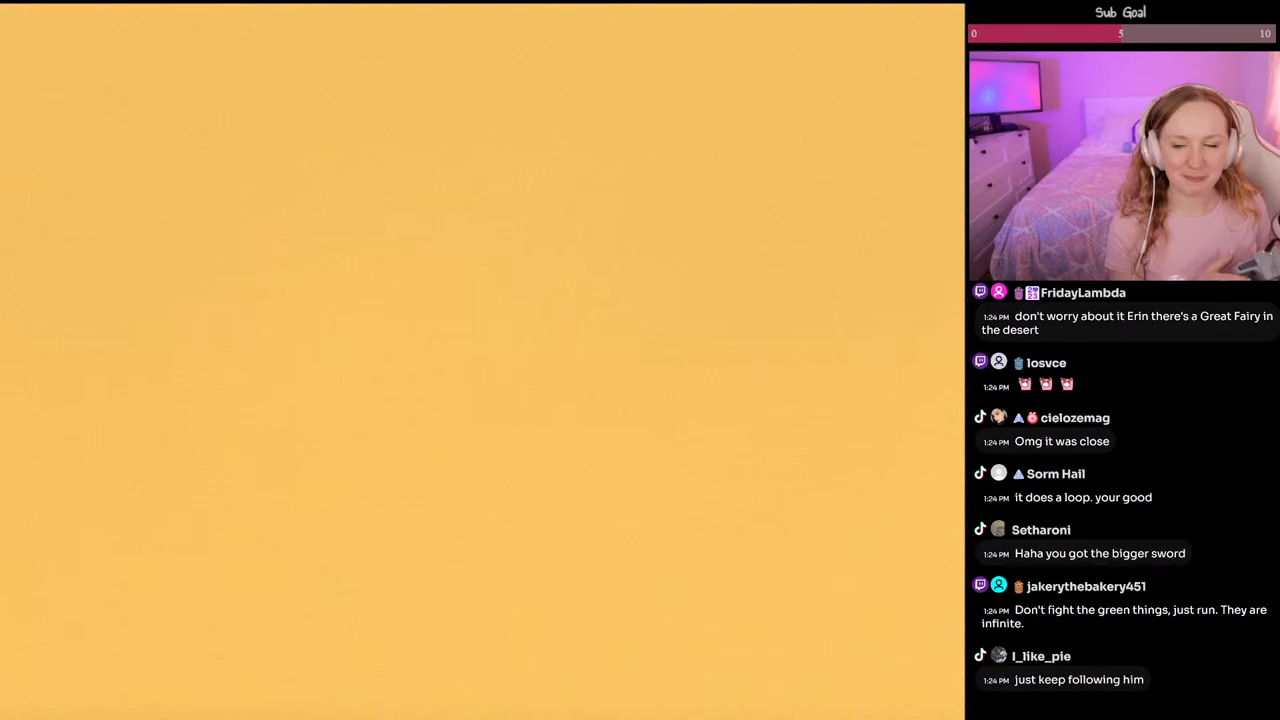 Sub Goal
0 5 10
FridayLambda
1:24 PM don't worry about it Erin there's a Great Fairy in
the desert
losvce
1:24 PM
cielozemag
1:24 PM Omg it was close
Sorm Hail
1:24 PM it does a loop. your good
Setharoni
1:24 PM Haha you got the bigger sword
jakerythebakery451
1:24 PM Don't fight the green things, just run. They are
infinite.
I_like_pie
1:24 PM just keep following him